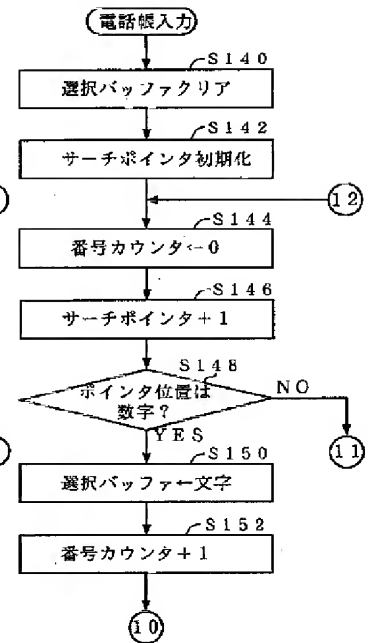 電話帳入力
S140
選択バッファクリア
S142
サーチポインタ初期化
12
S144
番号カウンタ←0
S146
サーチポインタ+1
S148
ポインタ位置は
数字?
NO
YES
11
S150
選択バッファ←文字
S152
番号カウンタ+1
10